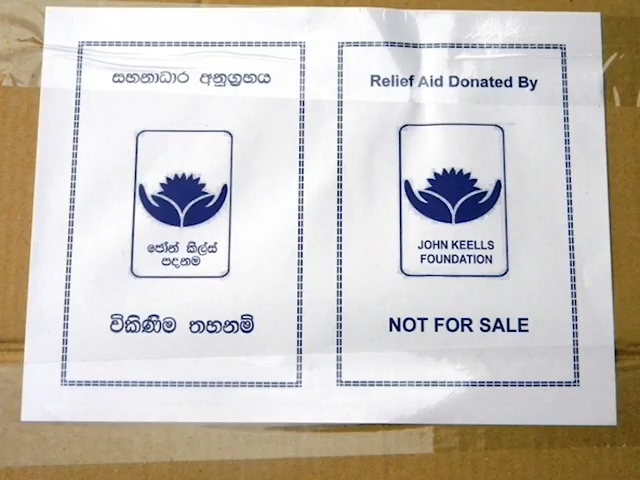 සහනාධාර අනුග්‍රහය
ජෝන් කීල්ස්
පදනම
විකිණීම තහනම්
Relief Aid Donated By
JOHN KEELLS
FOUNDATION
NOT FOR SALE